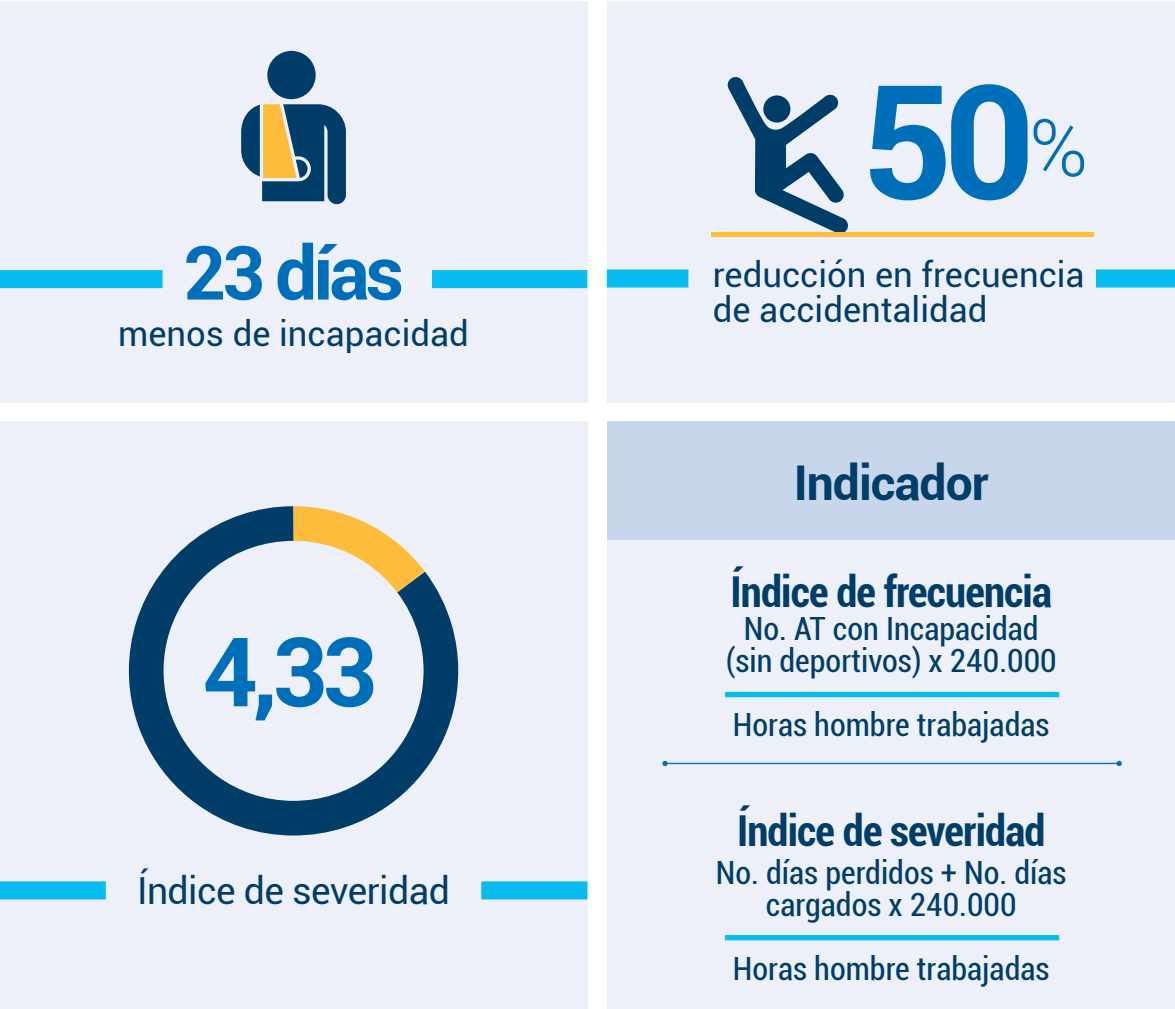 23 días
menos de incapacidad
50%
reducción en frecuencia
de accidentalidad
4,33
Índice de severidad
Indicador
Índice de frecuencia
No. AT con Incapacidad
(sin deportivos) x 240.000
Horas hombre trabajadas
Índice de severidad
No. días perdidos + No. días
cargados x 240.000
Horas hombre trabajadas